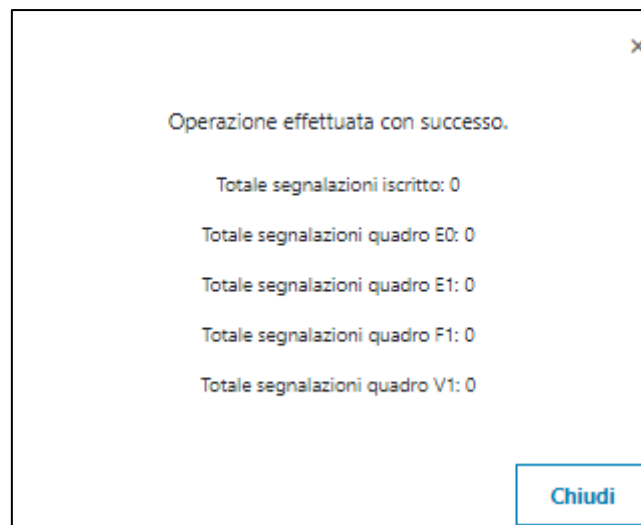 ×
Operazione effettuata con successo.
Totale segnalazioni iscritto: 0
Totale segnalazioni quadro E0: 0
Totale segnalazioni quadro E1: 0
Totale segnalazioni quadro F1: 0
Totale segnalazioni quadro V1: 0
Chiudi